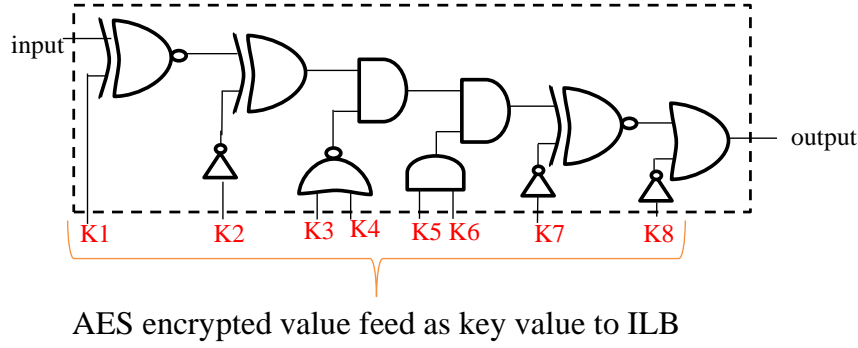 input
output
K1 K2 K3 K4 K5 K6 K7 K8
AES encrypted value feed as key value to ILB